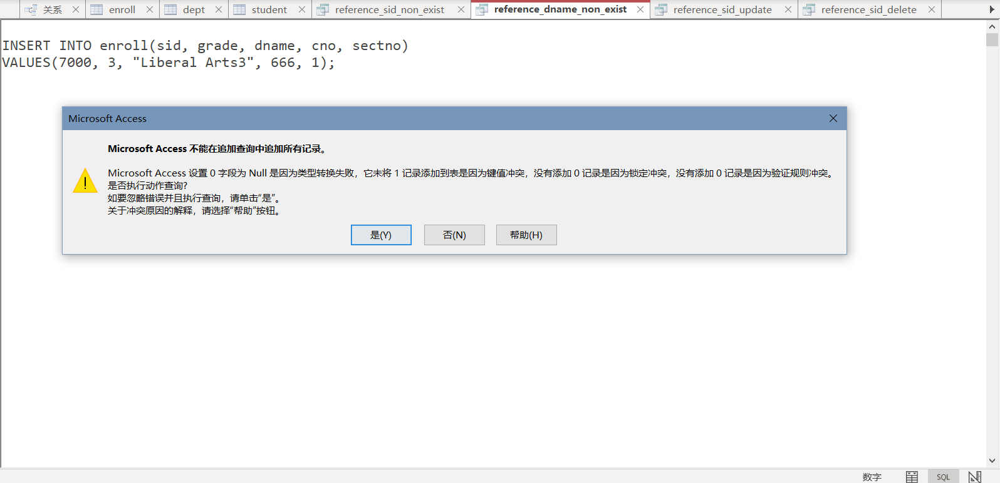 关系 enroll dept student reference_sid_non_exist reference_dname_non_exist reference_sid_update reference_sid_delete
INSERT INTO enroll(sid, grade, dname, cno, sectno)
VALUES(7000, 3, "Liberal Arts3", 666, 1);
Microsoft Access
Microsoft Access 不能在追加查询中追加所有记录。
Microsoft Access 设置 0 字段为 Null 是因为类型转换失败，它未将 1 记录添加到表是因为键值冲突，没有添加 0 记录是因为锁定冲突，没有添加 0 记录是因为验证规则冲突。
是否执行动作查询?
如要忽略错误并且执行查询，请单击“是”。
关于冲突原因的解释，请选择“帮助”按钮。
是(Y) 否(N) 帮助(H)
数字 SQL